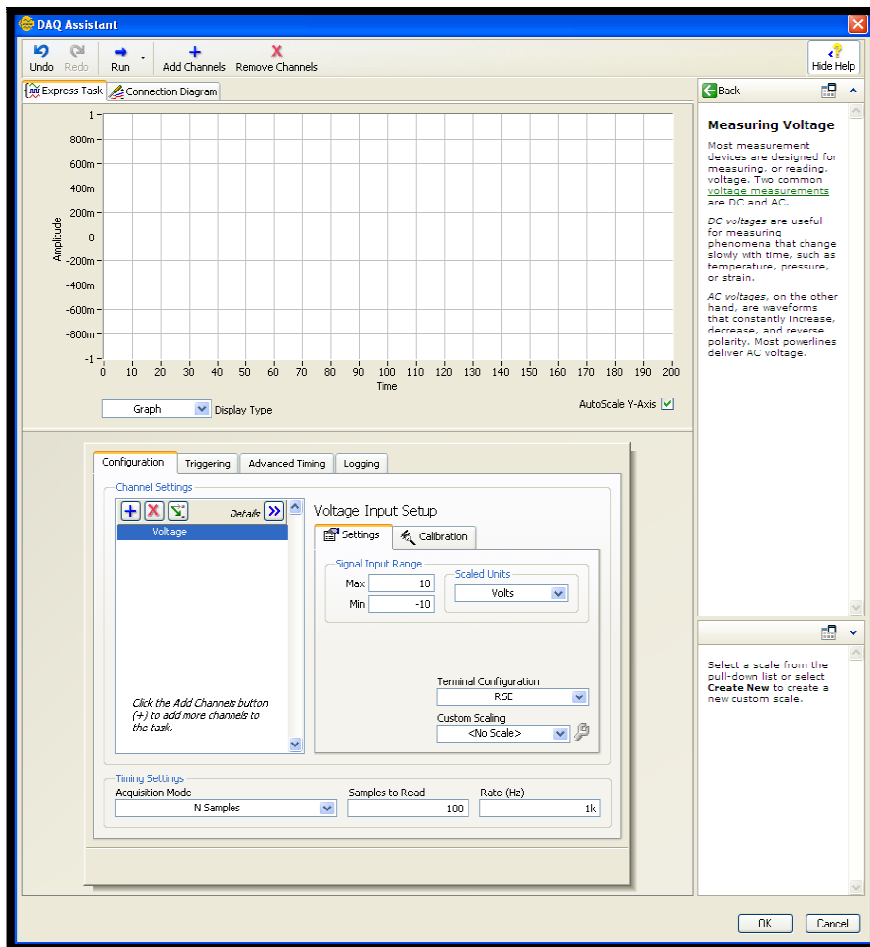 DAQ Assistant
Undo Redo Run Add Channels Remove Channels Hide Help
Express Task Connection Diagram
Back
1
800m
600m
400m
200m
0
-200m
-400m
-600m
-800m
-1
Amplitude
0 10 20 30 40 50 60 70 80 90 100 110 120 130 140 150 160 170 180 190 200
Time
Graph Display Type AutoScale Y-Axis
Measuring Voltage
Most measurement
devices are designed for
measuring, or reading,
voltage. Two common
voltage measurements
are DC and AC.
DC voltages are useful
for measuring
phenomena that change
slowly with time, such as
temperature, pressure,
or strain.
AC voltages, on the other
hand, are waveforms
that constantly increase,
decrease, and reverse
polarity. Most powerlines
deliver AC voltage.
Configuration Triggering Advanced Timing Logging
Channel Settings
Details
Voltage
Click the Add Channels button
(+) to add more channels to
the task.
Voltage Input Setup
Settings Calibration
Signal Input Range
Max 10
Min -10
Scaled Units
Volts
Terminal Configuration
RSE
Custom Scaling
<No Scale>
Timing Settings
Acquisition Mode Samples to Read Rate (Hz)
N Samples 100 1k
Select a scale from the
pull-down list or select
Create New to create a
new custom scale.
OK Cancel